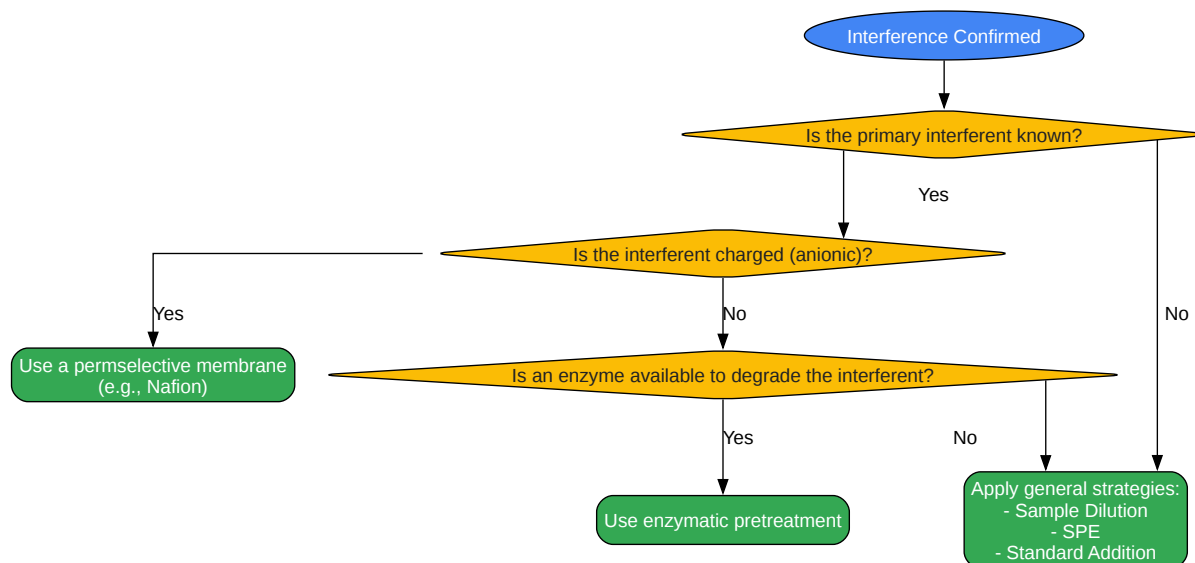 Interference Confirmed
Is the primary interferent known?
Yes
Is the interferent charged (anionic)?
Yes
No
No
Use a permselective membrane
(e.g., Nafion)
Is an enzyme available to degrade the interferent?
Yes
No
Use enzymatic pretreatment
Apply general strategies:
- Sample Dilution
- SPE
- Standard Addition